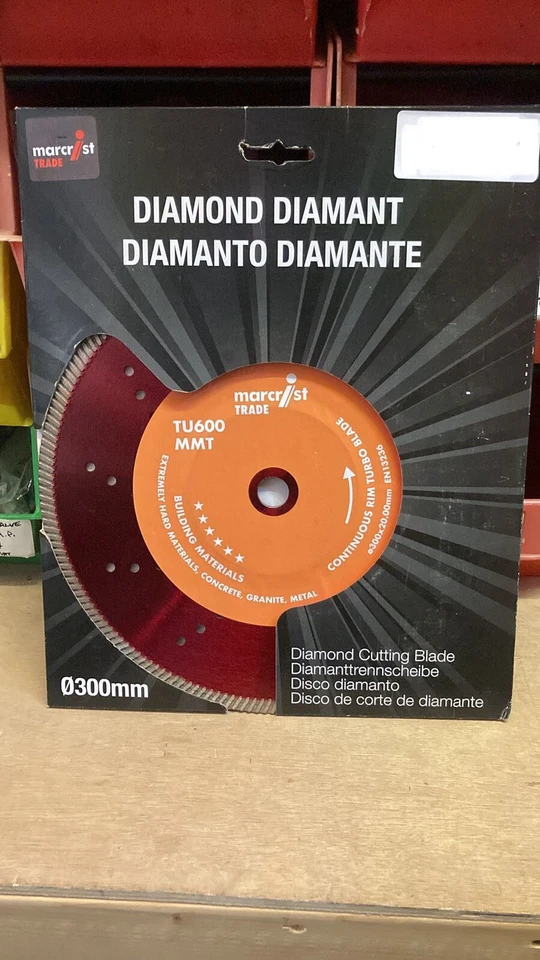 marcrist
TRADE
DIAMOND DIAMANT
DIAMANTO DIAMANTE
marcrist
TRADE
TU600
MMT
CONTINUOUS RIM TURBO BLADE
ø300x20.00mm EN13236
BUILDING MATERIALS
EXTREMELY HARD MATERIALS, CONCRETE, GRANITE, METAL
Ø300mm
Diamond Cutting Blade
Diamanttrennscheibe
Disco diamanto
Disco de corte de diamante